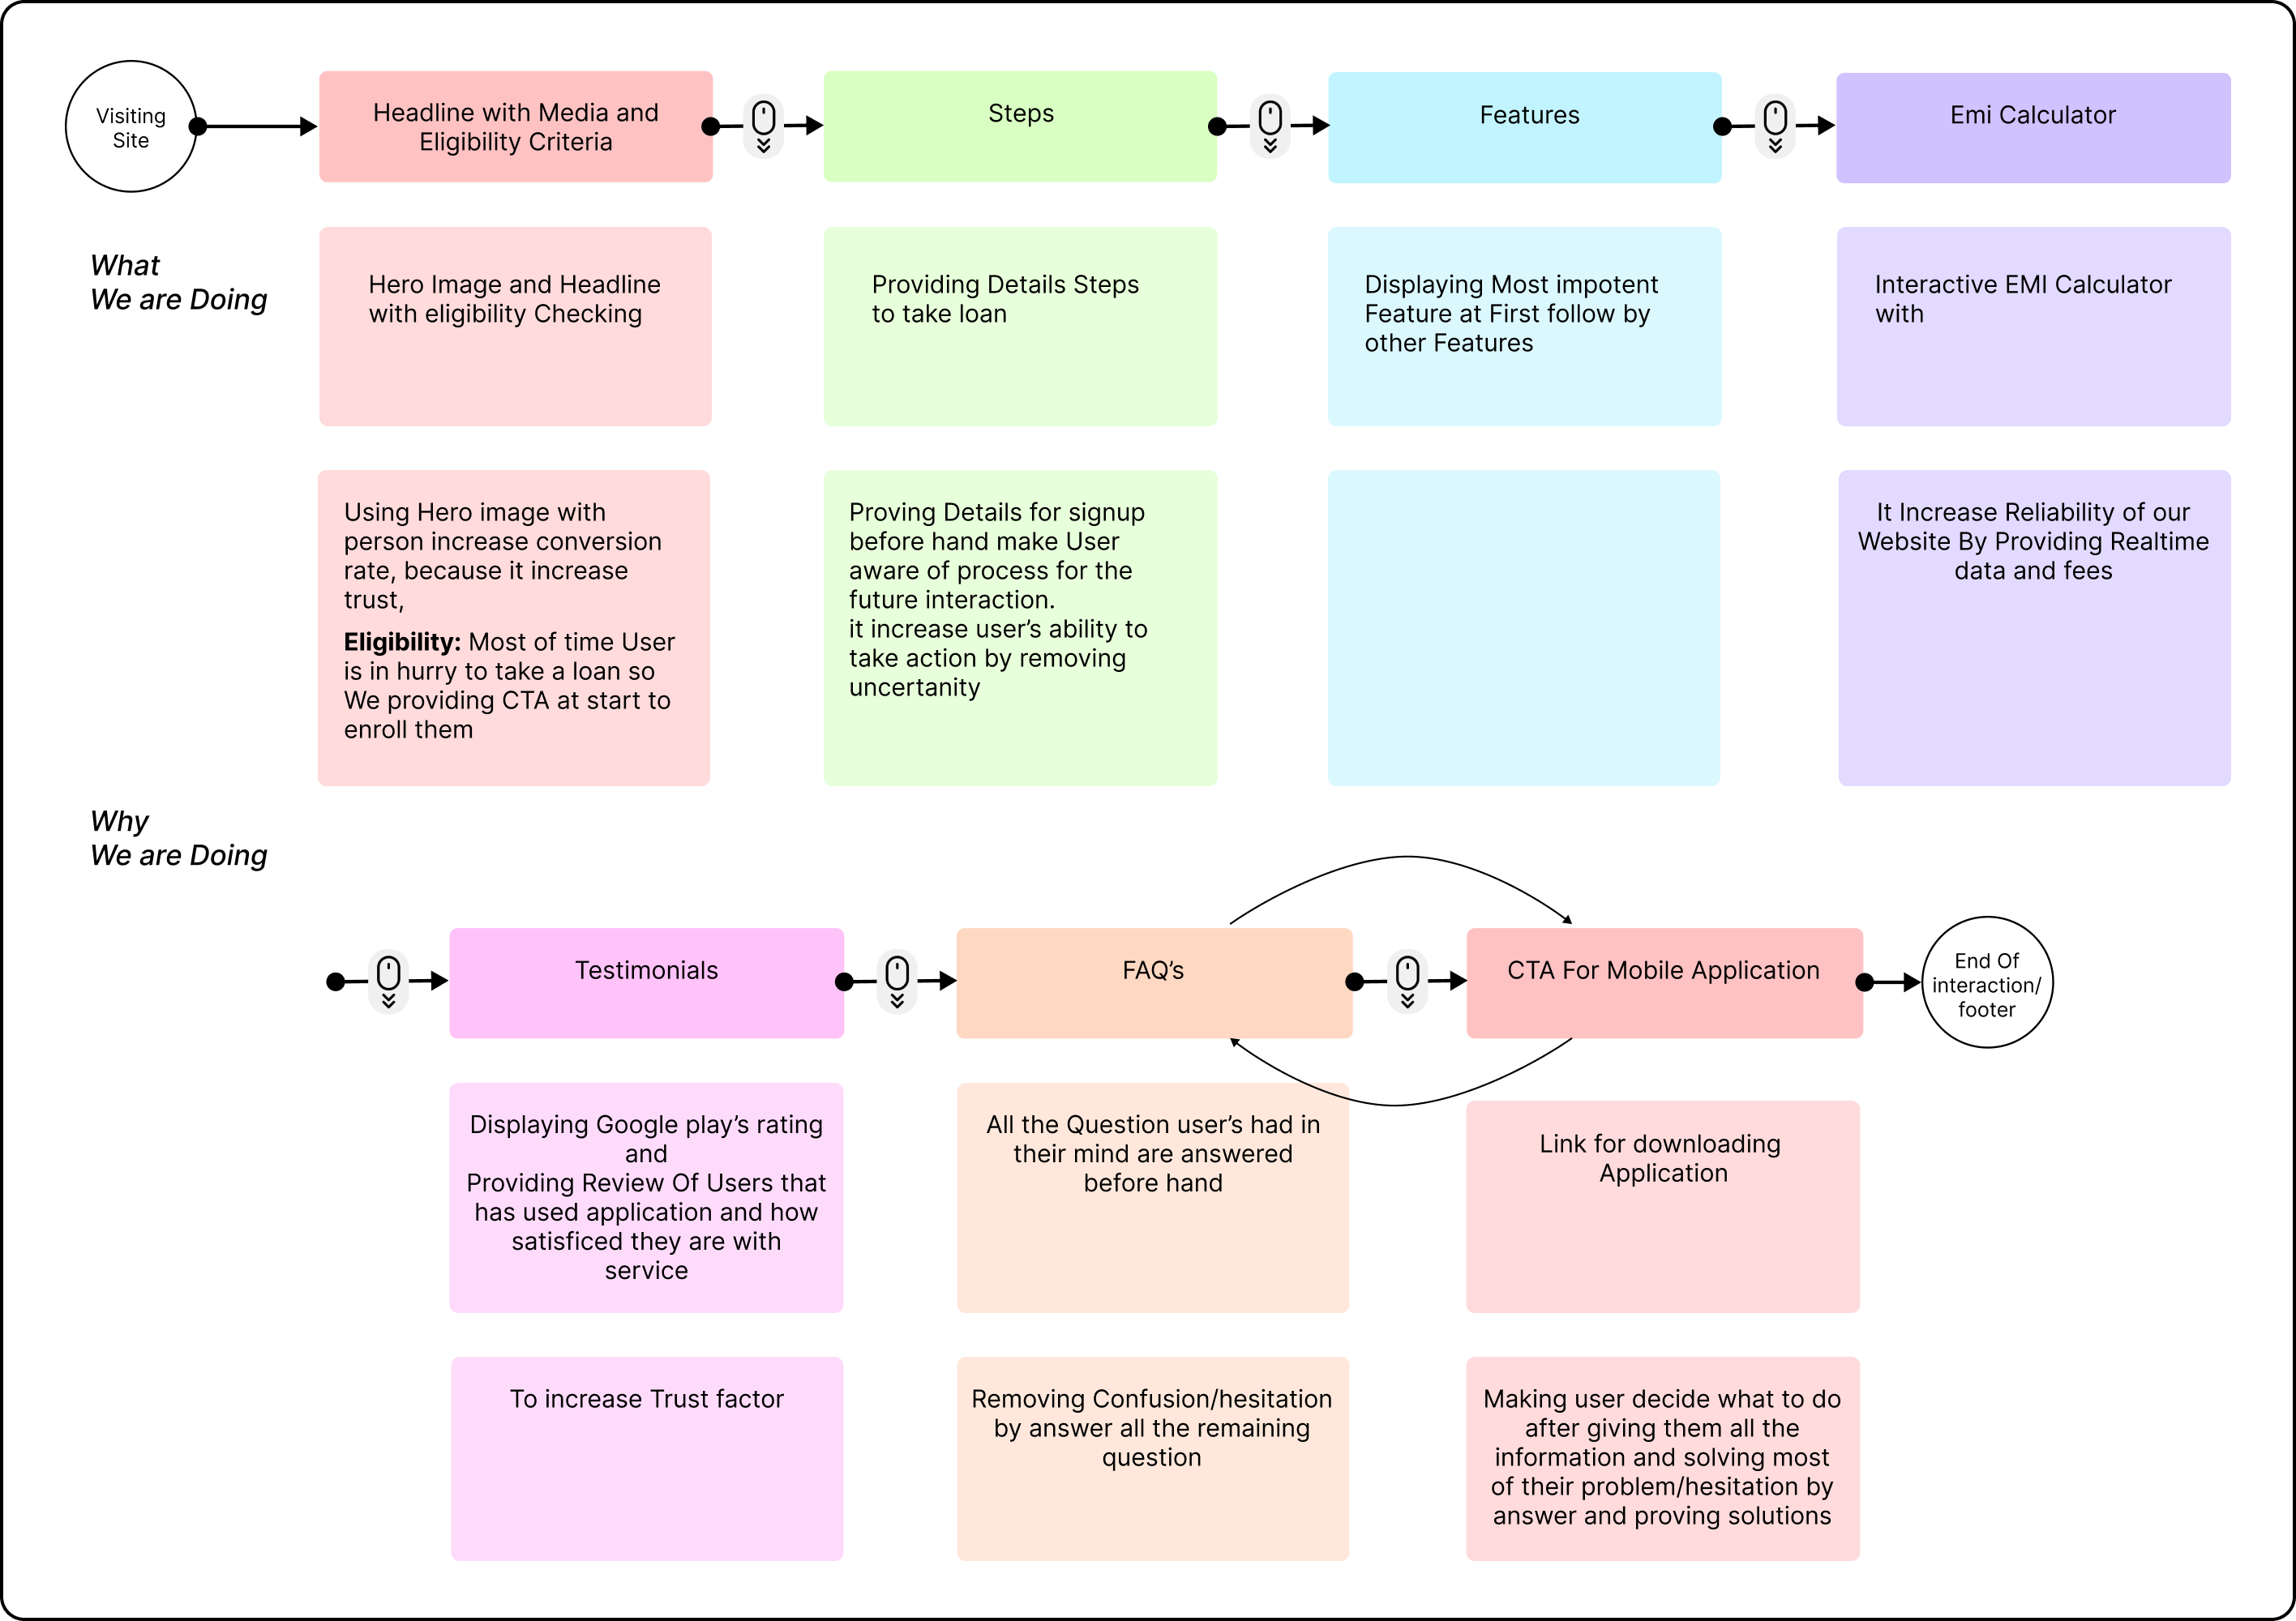 Visiting
Site
Headline with Media and
Eligibility Criteria
Steps
Features
Emi Calculator
What
We are Doing
Hero Image and Headline
with eligibility Checking
Providing Details Steps
to take loan
Displaying Most impotent
Feature at First follow by
other Features
Interactive EMI Calculator
with
Using Hero image with
person increase conversion
rate, because it increase
trust,
Eligibility: Most of time User
is in hurry to take a loan so
We providing CTA at start to
enroll them
Proving Details for signup
before hand make User
aware of process for the
future interaction.
it increase user’s ability to
take action by removing
uncertanity
It Increase Reliability of our
Website By Providing Realtime
data and fees
Why
We are Doing
Testimonials
FAQ’s
CTA For Mobile Application
End Of
interaction/
footer
Displaying Google play’s rating
and
Providing Review Of Users that
has used application and how
satisficed they are with
service
All the Question user’s had in
their mind are answered
before hand
Link for downloading
Application
To increase Trust factor
Removing Confusion/hesitation
by answer all the remaining
question
Making user decide what to do
after giving them all the
information and solving most
of their problem/hesitation by
answer and proving solutions